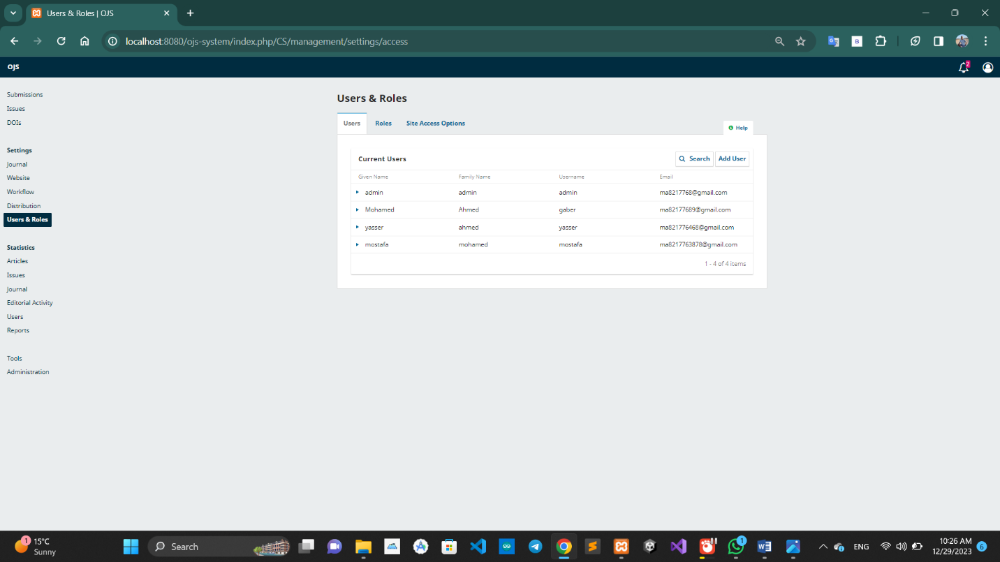 Users & Roles | OJS
localhost:8080/ojs-system/index.php/CS/management/settings/access
B
OJS
2
Submissions
Issues
DOIs
Settings
Journal
Website
Workflow
Distribution
Users & Roles
Statistics
Articles
Issues
Journal
Editorial Activity
Users
Reports
Tools
Administration
Users & Roles
Users Roles Site Access Options
Help
Current Users Search Add User
Given Name Family Name Username Email
admin admin admin ma8217768@gmail.com
Mohamed Ahmed gaber ma82177689@gmail.com
yasser ahmed yasser ma821776468@gmail.com
mostafa mohamed mostafa ma8217763878@gmail.com
1 - 4 of 4 items
1
15°C
Sunny
Search
1
ENG
10:26 AM
12/29/2023
6